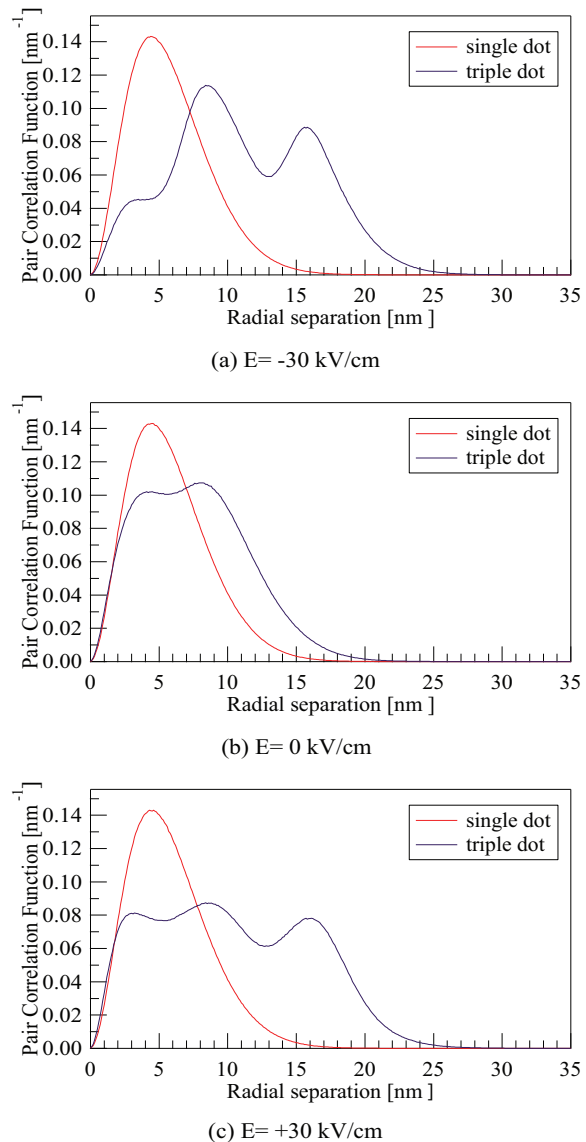 Pair Correlation Function [nm⁻¹]
0.14
0.12
0.10
0.08
0.06
0.04
0.02
0.00
single dot
triple dot
0 5 10 15 20 25 30 35
Radial separation [nm ]
(a) E= -30 kV/cm
Pair Correlation Function [nm⁻¹]
0.14
0.12
0.10
0.08
0.06
0.04
0.02
0.00
single dot
triple dot
0 5 10 15 20 25 30 35
Radial separation [nm ]
(b) E= 0 kV/cm
Pair Correlation Function [nm⁻¹]
0.14
0.12
0.10
0.08
0.06
0.04
0.02
0.00
single dot
triple dot
0 5 10 15 20 25 30 35
Radial separation [nm ]
(c) E= +30 kV/cm